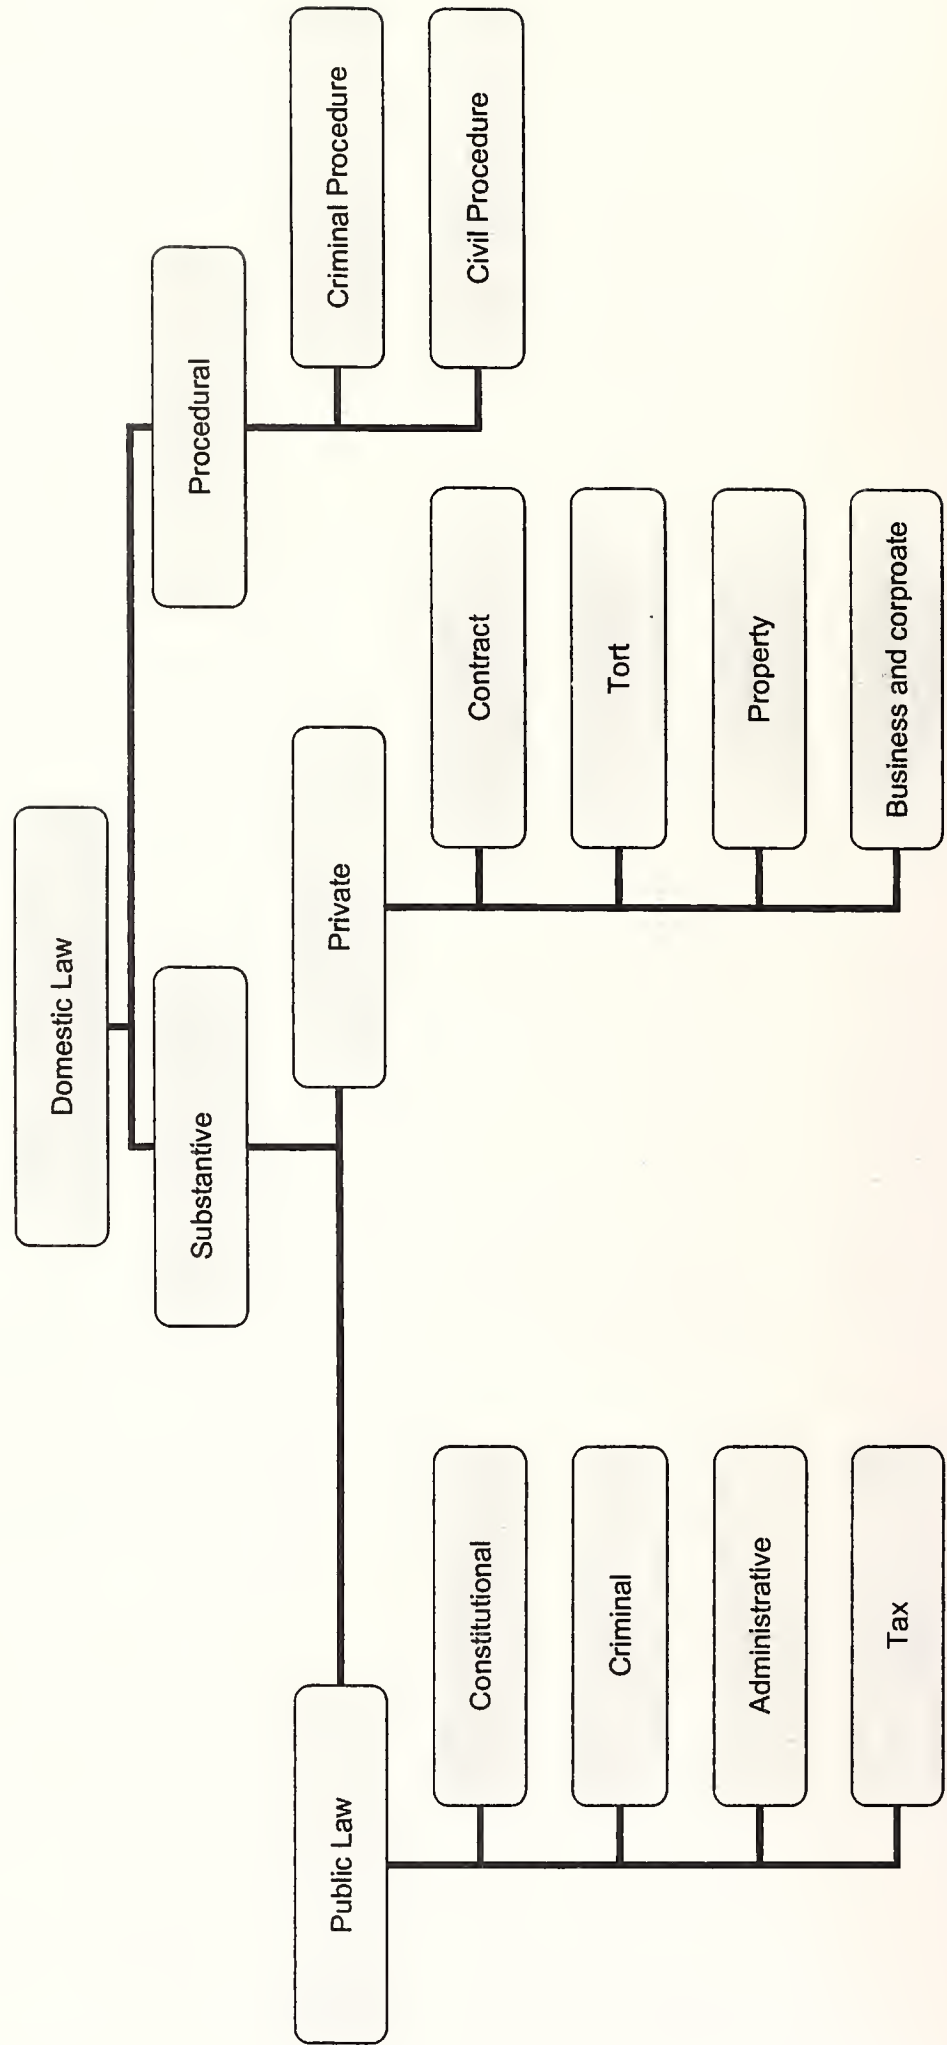 Domestic Law
Substantive
Procedural
Public Law
Private
Criminal Procedure
Constitutional
Contract
Civil Procedure
Criminal
Tort
Administrative
Property
Tax
Business and corproate